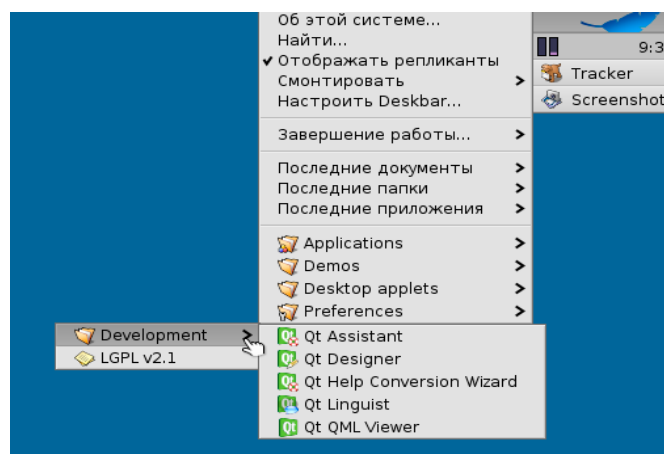 Об этой системе...
Найти...
Отображать репликанты
Смонтировать
Настроить Deskbar...
Завершение работы...
Последние документы
Последние папки
Последние приложения
Applications
Demos
Desktop applets
Preferences
9:3
Tracker
Screenshot
Development
LGPL v2.1
Qt Assistant
Qt Designer
Qt Help Conversion Wizard
Qt Linguist
Qt QML Viewer